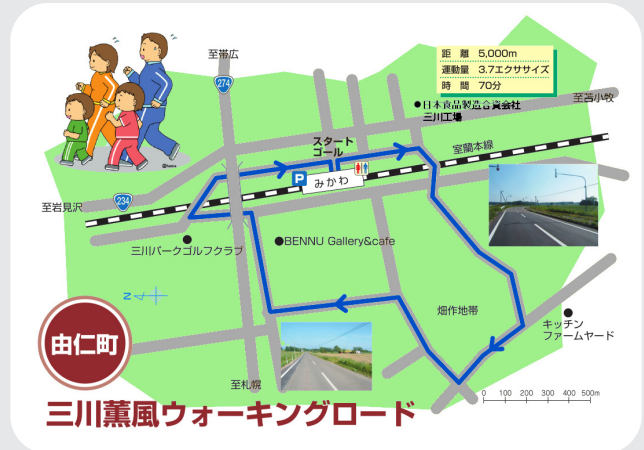 至帯広
274
距離 5,000m
運動量 3.7エクササイズ
時間 70分
●日本食品製造合資会社
三川工場
至苫小牧
スタート
ゴール
室蘭本線
P
みかわ
234
至岩見沢
三川パークゴルフクラブ
●BENNU Gallery&cafe
Z
畑作地帯
キッチン
ファームヤード
由仁町
至札幌
0 100 200 300 400 500m
三川薫風ウォーキングロード